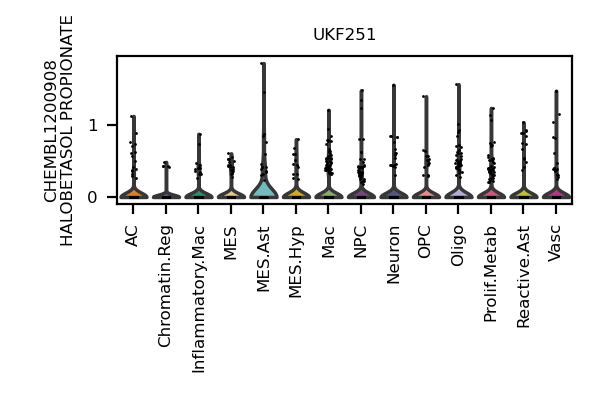 UKF251
CHEMBL1200908
HALOBETASOL PROPIONATE
1
0
AC
Chromatin.Reg
Inflammatory.Mac
MES
MES.Ast
MES.Hyp
Mac
NPC
Neuron
OPC
Oligo
Prolif.Metab
Reactive.Ast
Vasc